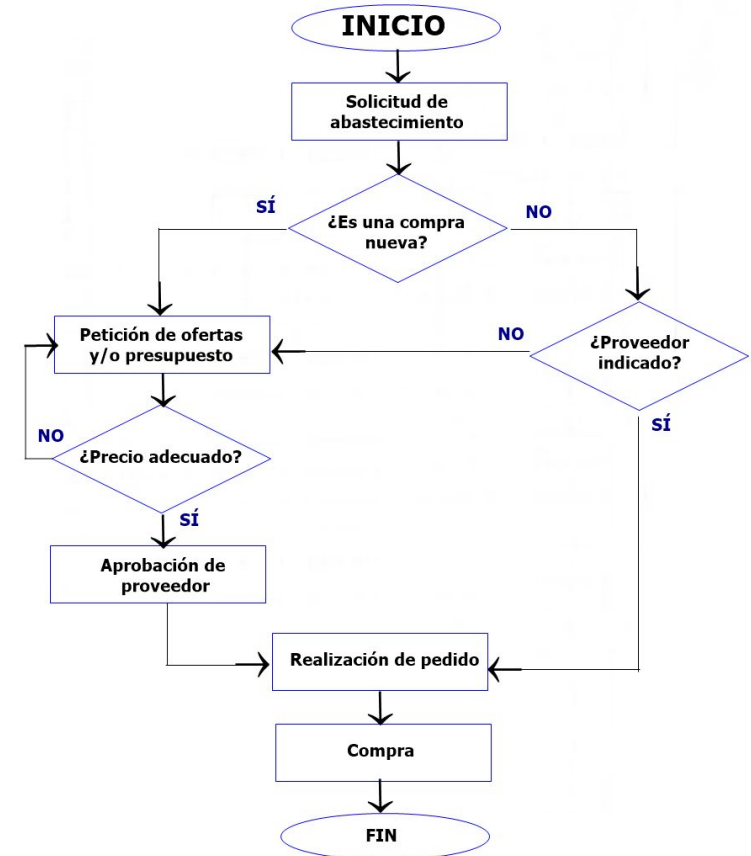 INICIO
Solicitud de
abastecimiento
SÍ
¿Es una compra
nueva?
NO
Petición de ofertas
y/o presupuesto
NO
¿Proveedor
indicado?
NO
¿Precio adecuado?
SÍ
SÍ
Aprobación de
proveedor
Realización de pedido
Compra
FIN